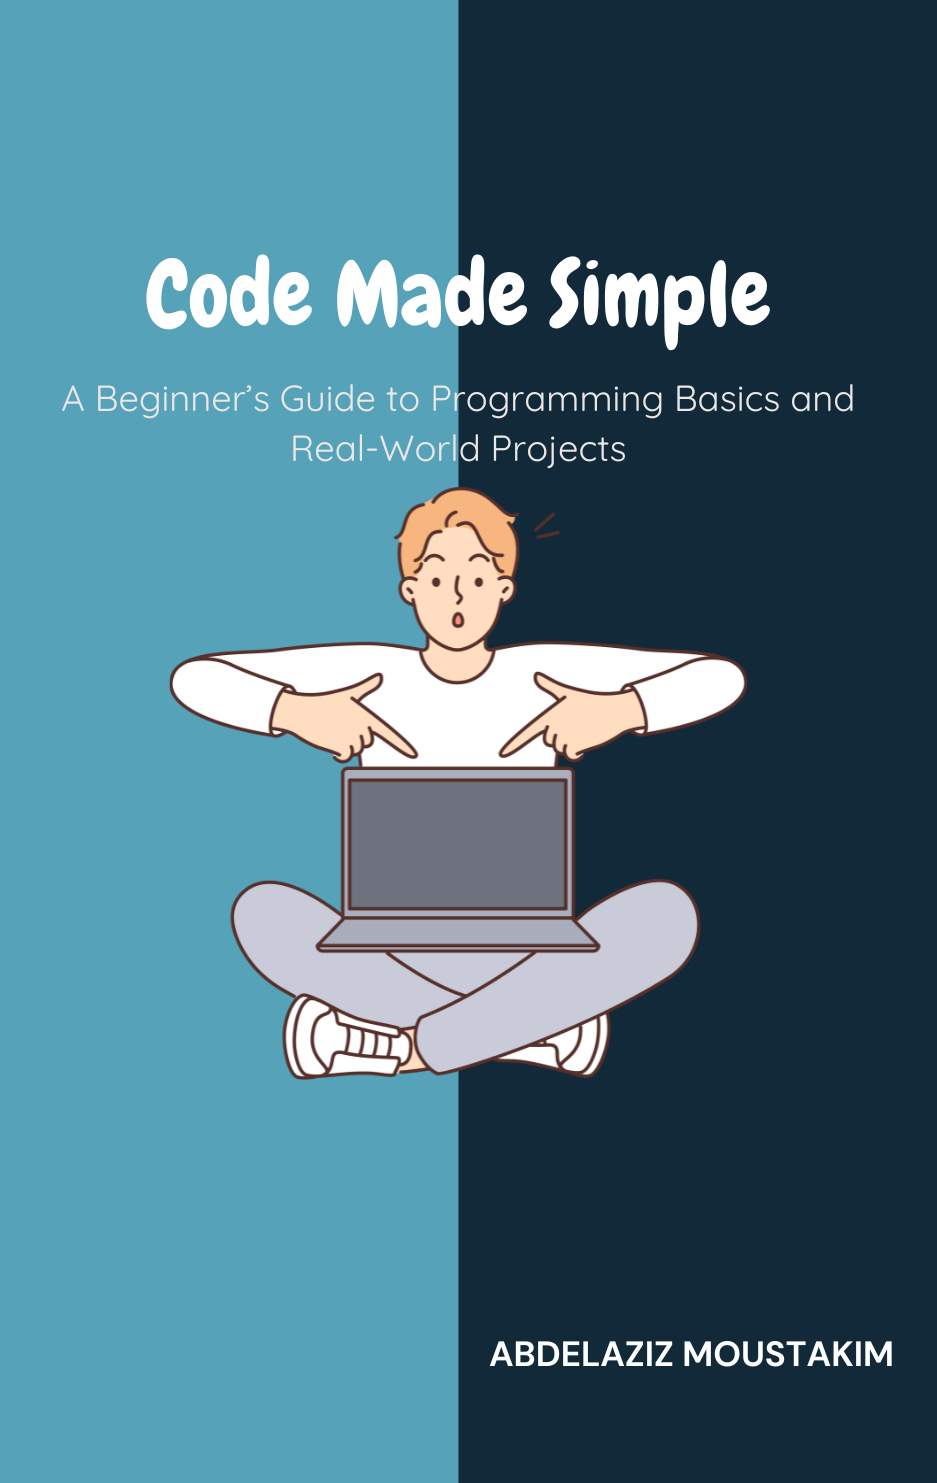 Code Made Simple
A Beginner’s Guide to Programming Basics and
Real-World Projects
ABDELAZIZ MOUSTAKIM